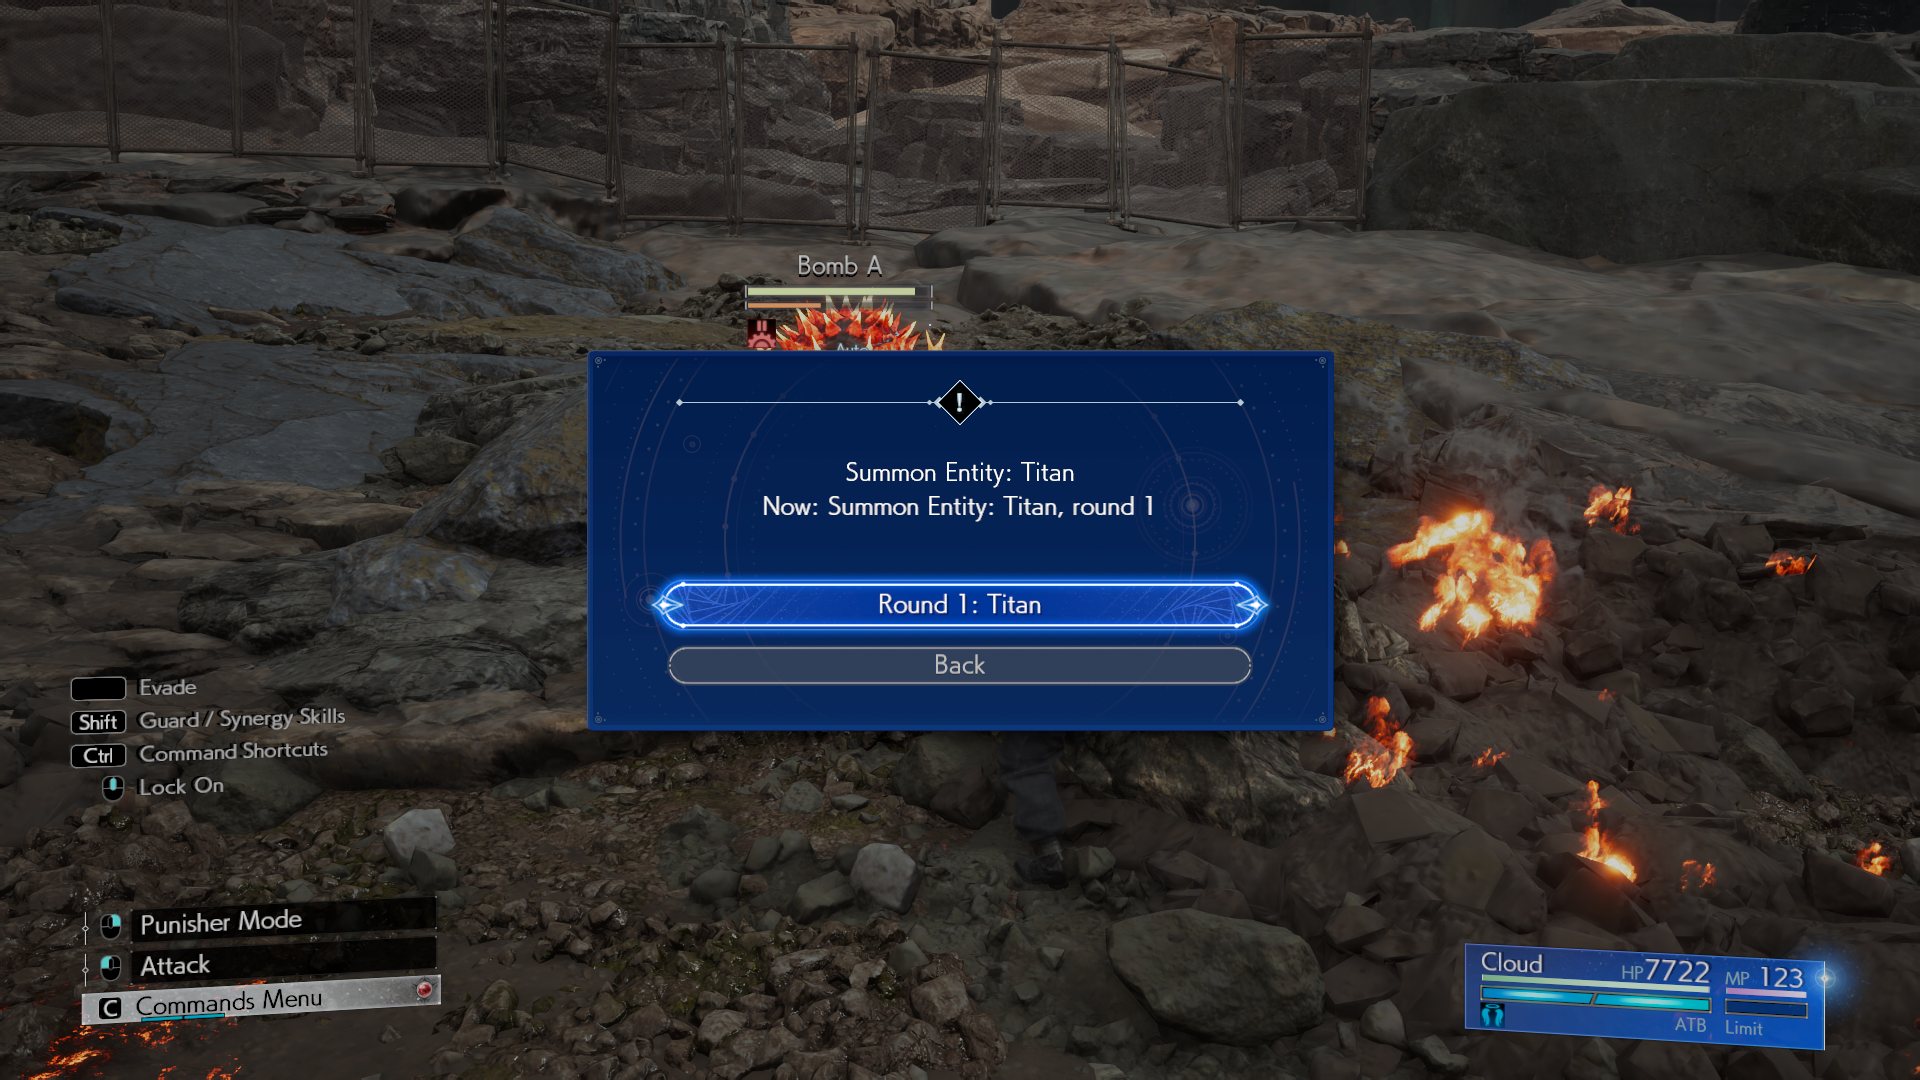 Bomb A
Auto
!
Summon Entity: Titan
Now: Summon Entity: Titan, round 1
Round 1: Titan
Back
Evade
Shift Guard / Synergy Skills
Ctrl Command Shortcuts
Lock On
Punisher Mode
Attack
C Commands Menu
Cloud HP 7722 MP 123
ATB Limit